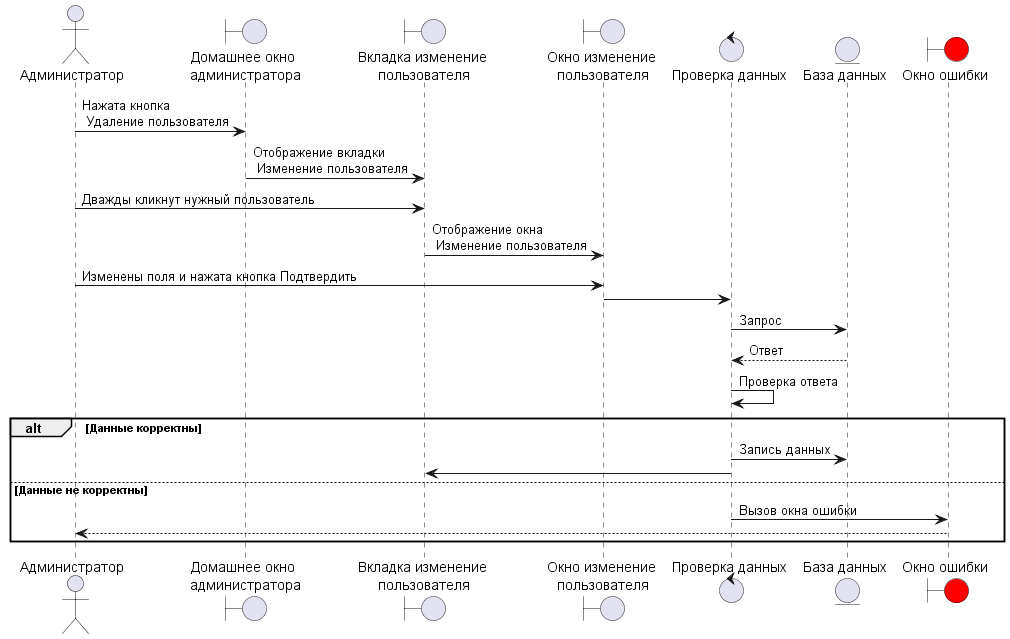 Администратор
Домашнее окно
администратора
Вкладка изменение
пользователя
Окно изменение
пользователя
Проверка данных
База данных
Окно ошибки
Нажата кнопка
Удаление пользователя
Отображение вкладки
Изменение пользователя
Дважды кликнут нужный пользователь
Отображение окна
Изменение пользователя
Изменены поля и нажата кнопка Подтвердить
Запрос
Ответ
Проверка ответа
alt [Данные корректны]
Запись данных
[Данные не корректны]
Вызов окна ошибки
Администратор
Домашнее окно
администратора
Вкладка изменение
пользователя
Окно изменение
пользователя
Проверка данных
База данных
Окно ошибки